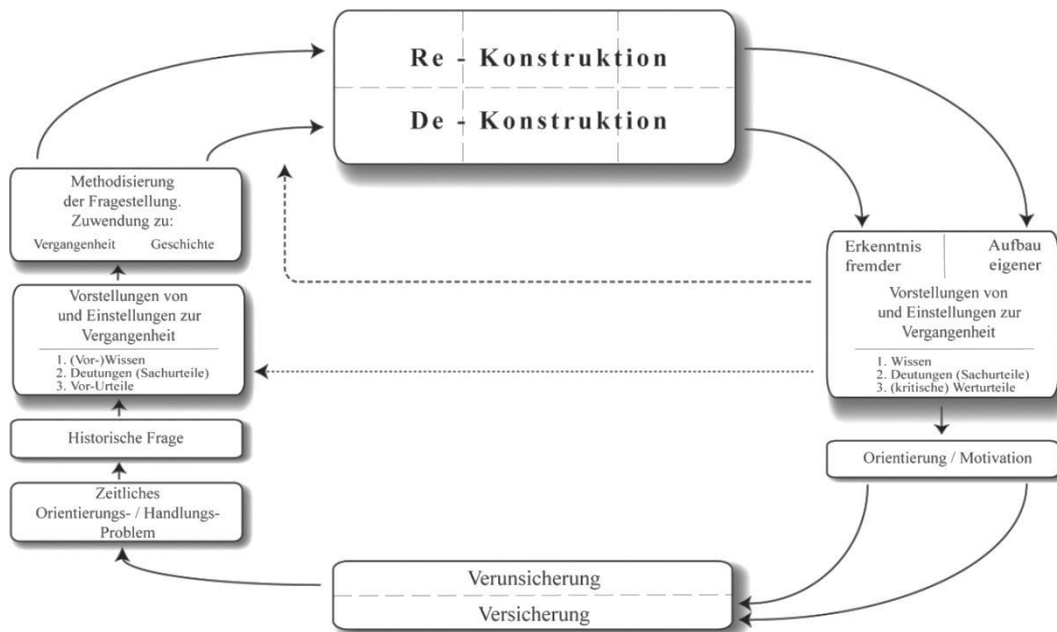 Re - Konstruktion
De - Konstruktion
Methodisierung
der Fragestellung.
Zuwendung zu:
Vergangenheit Geschichte
Vorstellungen von
und Einstellungen zur
Vergangenheit
1. (Vor-)Wissen
2. Deutungen (Sachurteile)
3. Vor-Urteile
Historische Frage
Zeitliches
Orientierungs- / Handlungs-
Problem
Erkenntnis Aufbau
fremder eigener
Vorstellungen von
und Einstellungen zur
Vergangenheit
1. Wissen
2. Deutungen (Sachurteile)
3. (kritische) Werturteile
Orientierung / Motivation
Verunsicherung
Versicherung